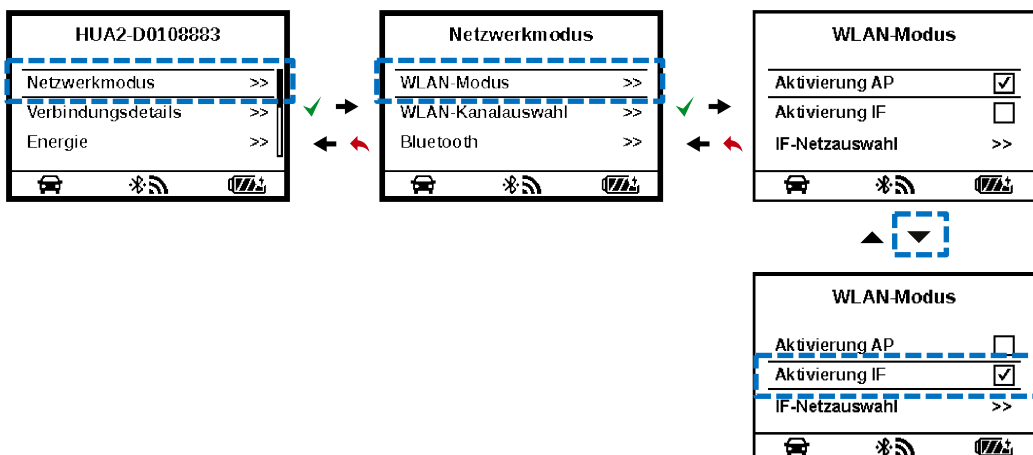 HUA2-D0108883
Netzwerkmodus >>
Verbindungsdetails >>
Energie >>
Netzwerkmodus
WLAN-Modus >>
WLAN-Kanalauswahl >>
Bluetooth >>
WLAN-Modus
Aktivierung AP
Aktivierung IF
IF-Netzauswahl >>
WLAN-Modus
Aktivierung AP
Aktivierung IF
IF-Netzauswahl >>